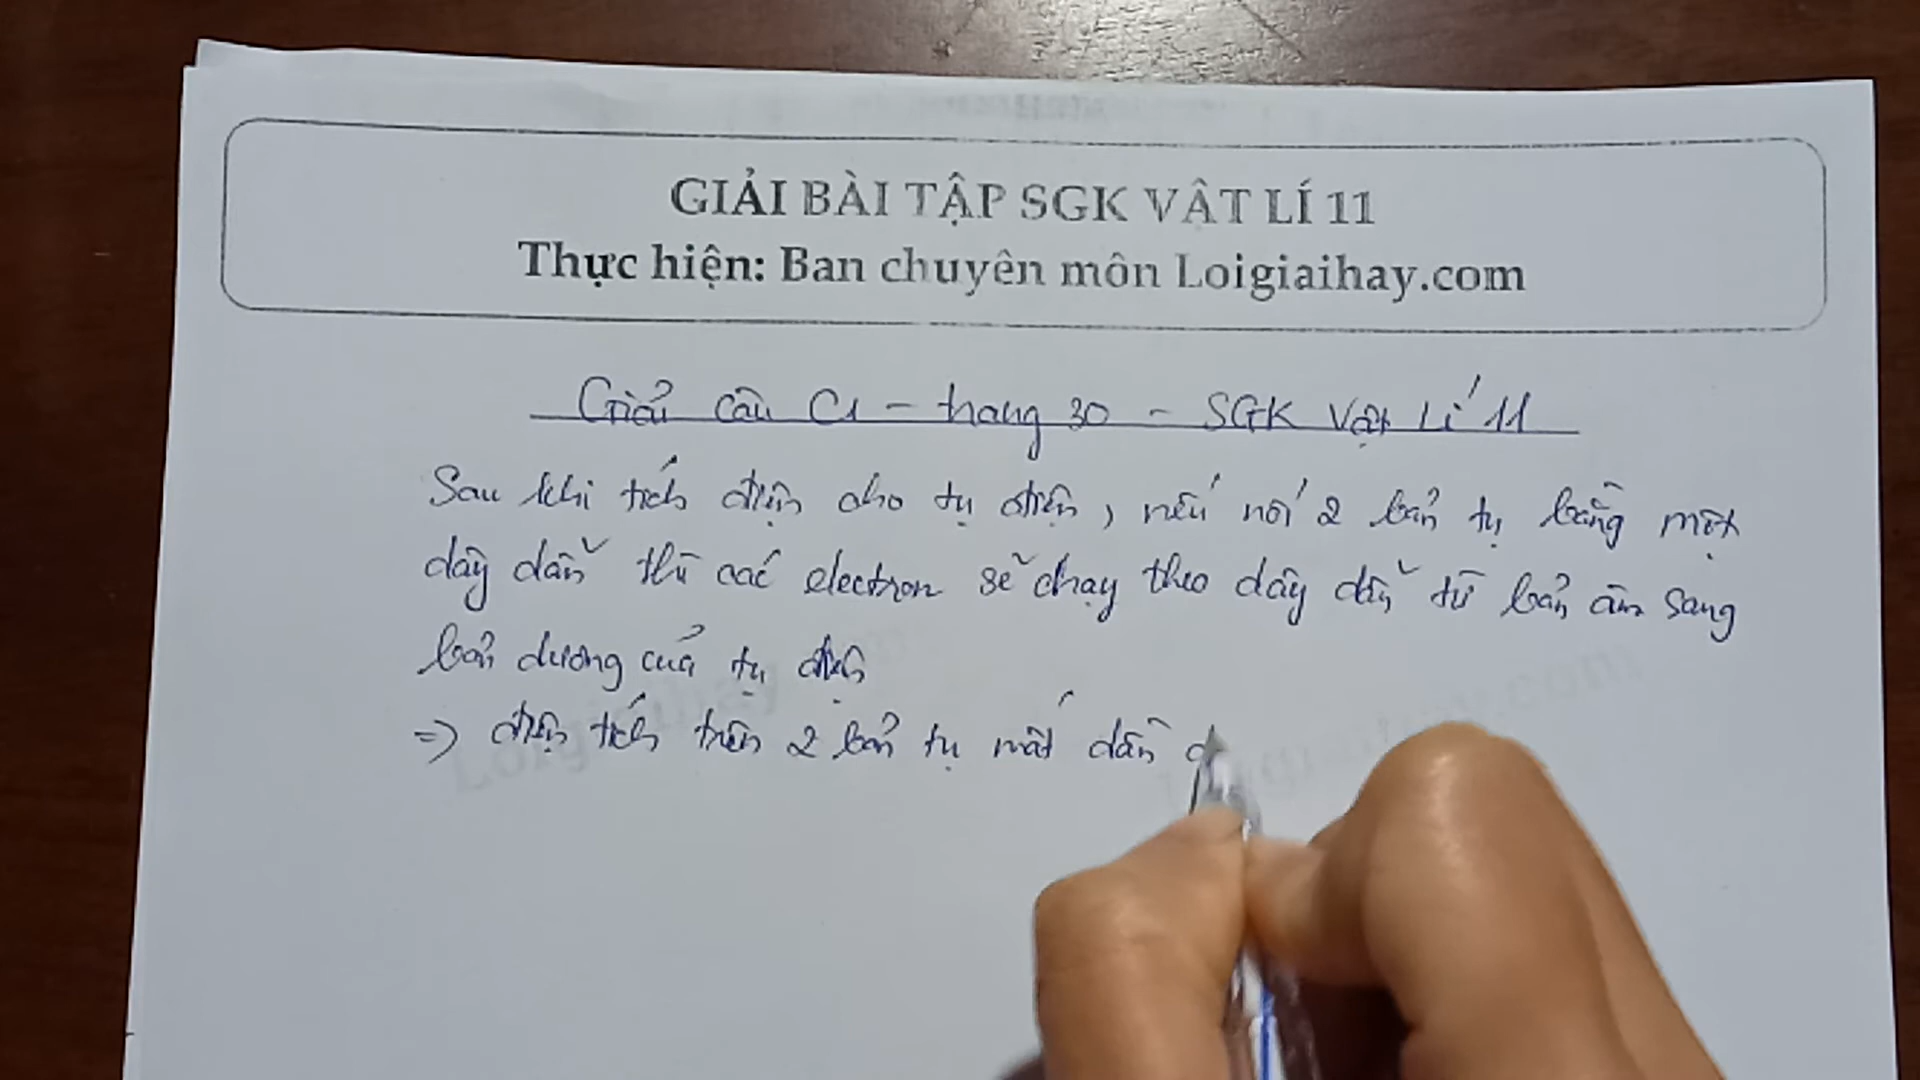 GIẢI BÀI TẬP SGK VẬT LÍ 11
Thực hiện: Ban chuyên môn Loigiaihay.com
Giải câu C1 - trang 30 - SGK Vật Lí 11
Sau khi tích điện cho tụ điện, nếu nối 2 bản tụ bằng một
dây dẫn thì các electron sẽ chạy theo dây dẫn từ bản âm sang
bản dương của tụ điện
=> điện tích trên 2 bản tụ mất dần đ
Loigiaihay.com